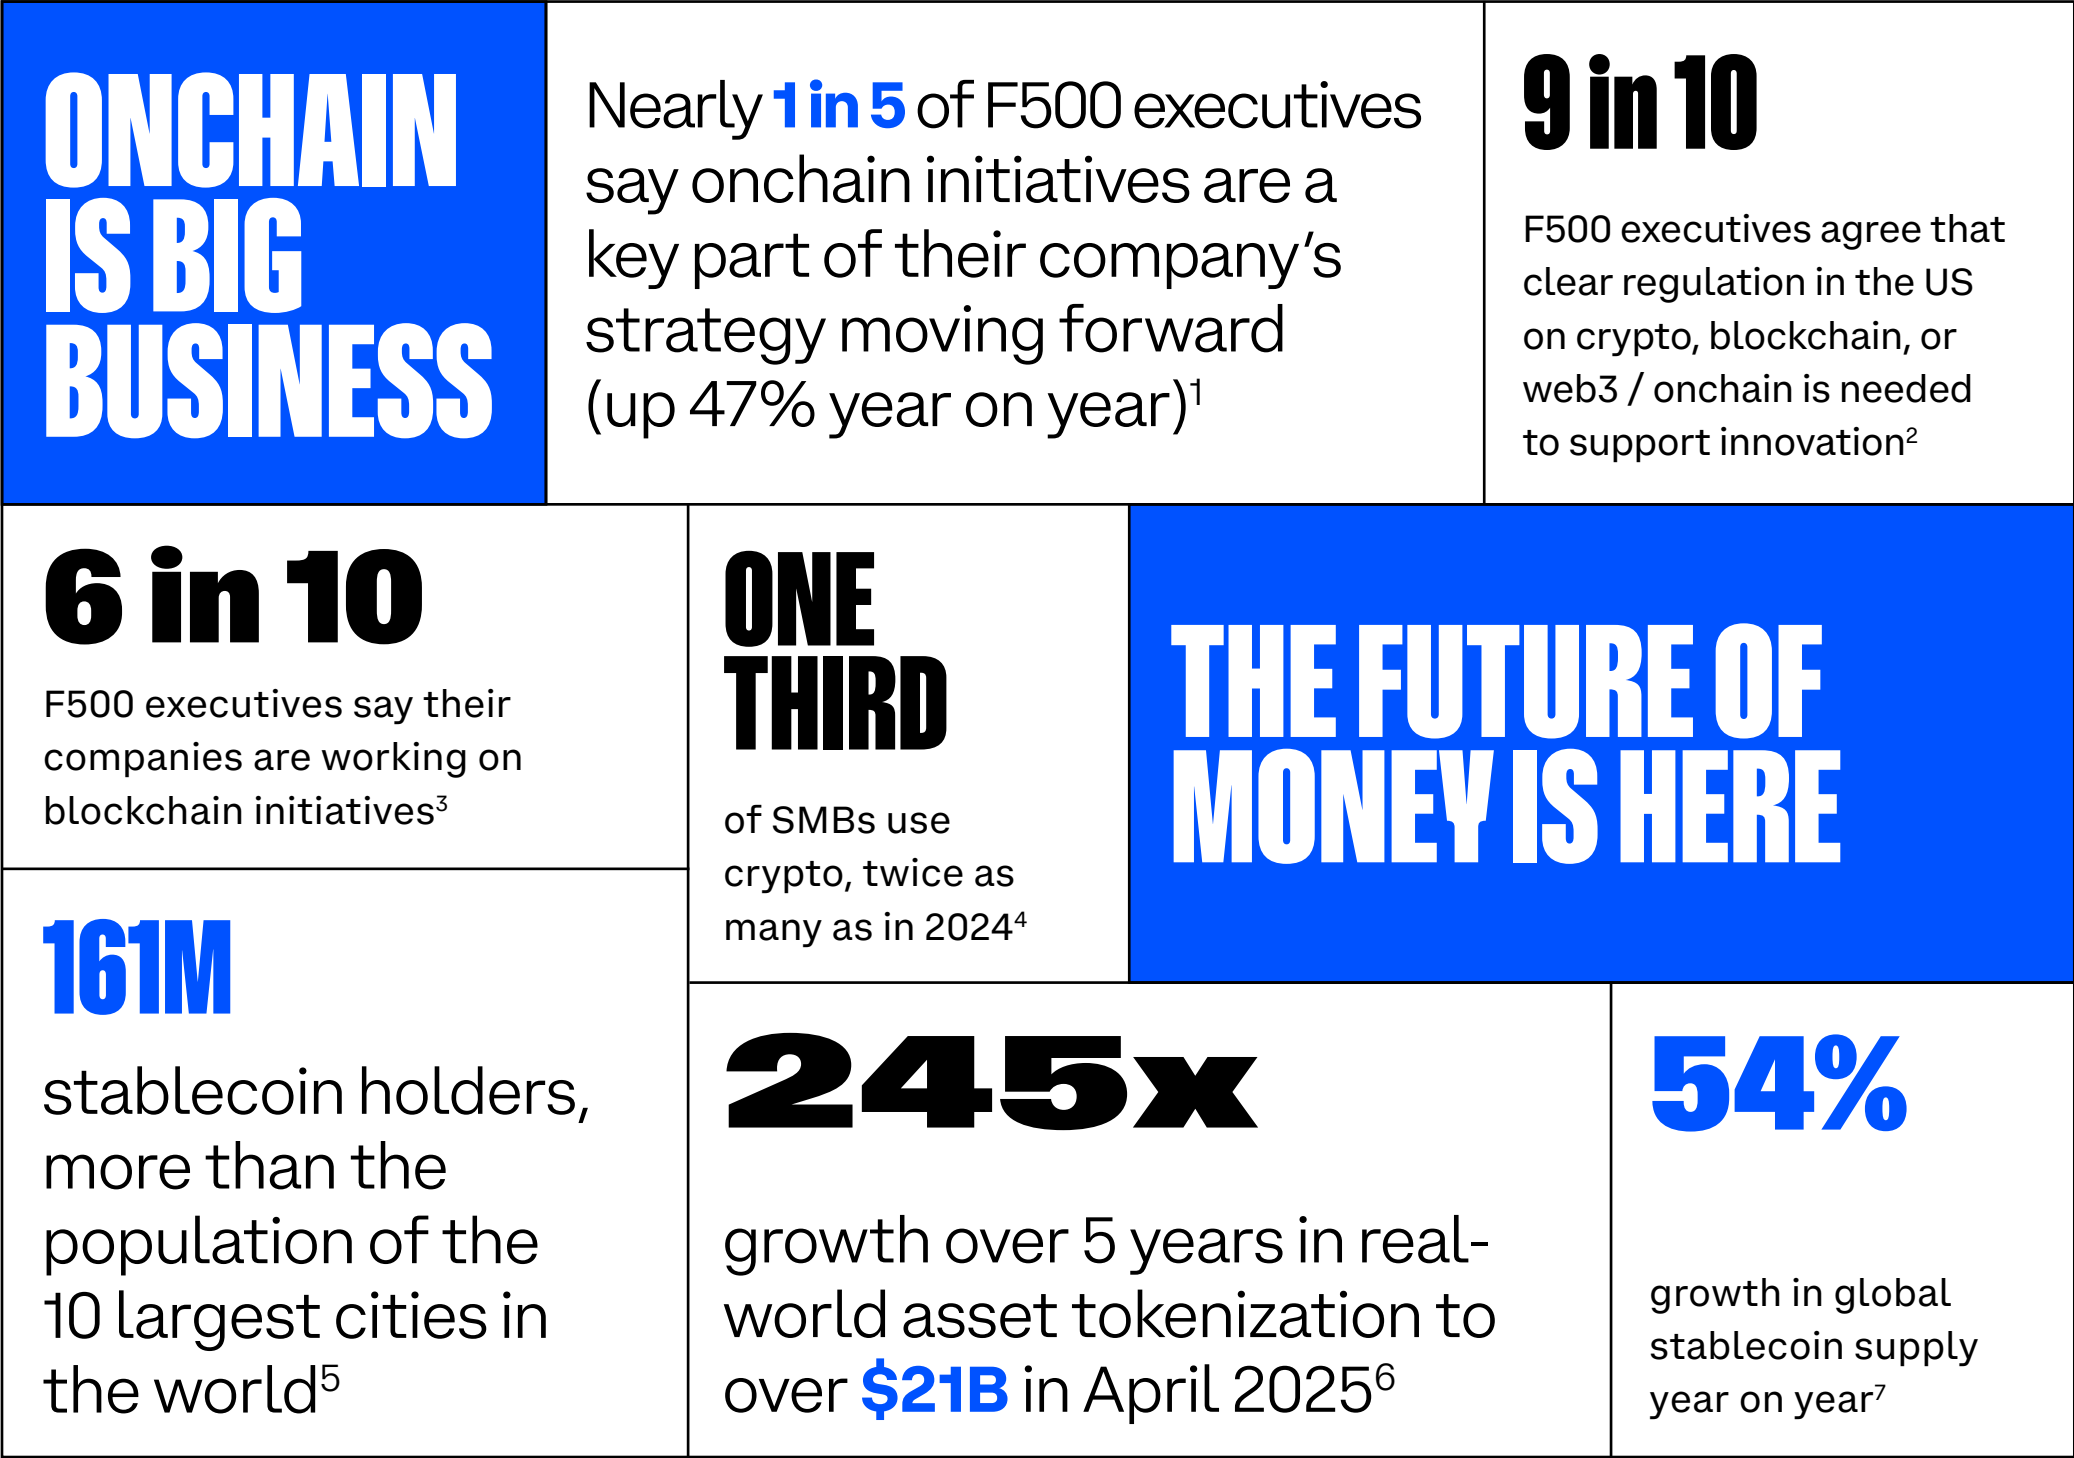 ONCHAIN
IS BIG
BUSINESS
Nearly 1 in 5 of F500 executives
say onchain initiatives are a
key part of their company’s
strategy moving forward
(up 47% year on year)¹
9 in 10
F500 executives agree that
clear regulation in the US
on crypto, blockchain, or
web3 / onchain is needed
to support innovation²
6 in 10
F500 executives say their
companies are working on
blockchain initiatives³
ONE
THIRD
of SMBs use
crypto, twice as
many as in 2024⁴
THE FUTURE OF
MONEY IS HERE
161M
stablecoin holders,
more than the
population of the
10 largest cities in
the world⁵
245x
growth over 5 years in real-
world asset tokenization to
over $21B in April 2025⁶
54%
growth in global
stablecoin supply
year on year⁷